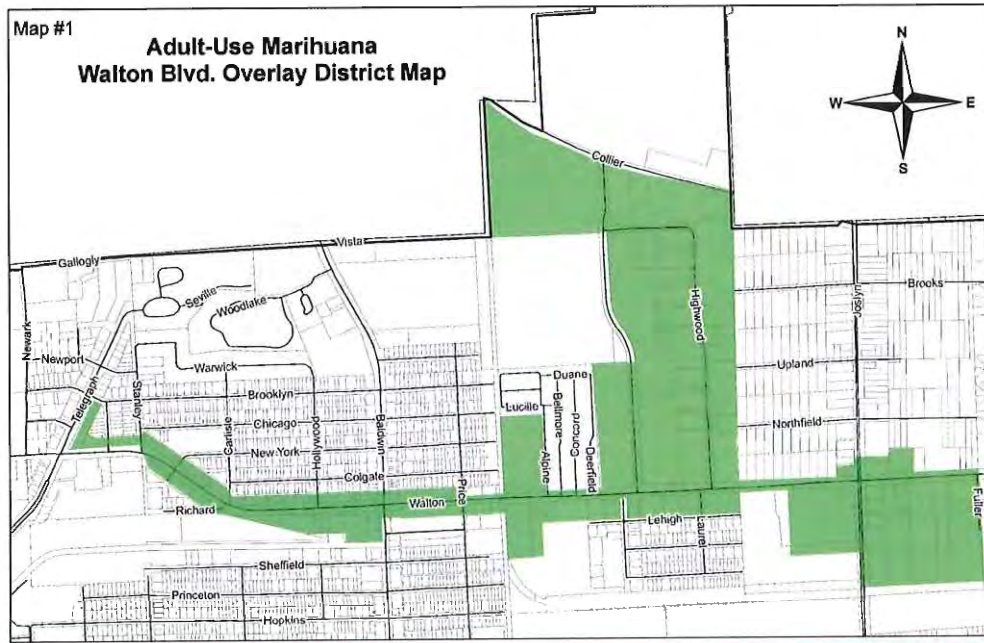 Map #1
Adult-Use Marihuana
Walton Blvd. Overlay District Map
N
W
E
S
Collier
Vista
Gallogly
Seville
Woodlake
Highwood
Joslyn
Brooks
Newark
Newport
Telegraph
Stanley
Warwick
Upland
Duane
Brooklyn
Lucille
Bellmore
Concord
Chicago
Carlisle
Hollywood
Baldwin
Northfield
New York
Alpine
Deerfield
Colgate
Price
Walton
Richard
Lehigh
Laurel
Fuller
Sheffield
Princeton
Hopkins